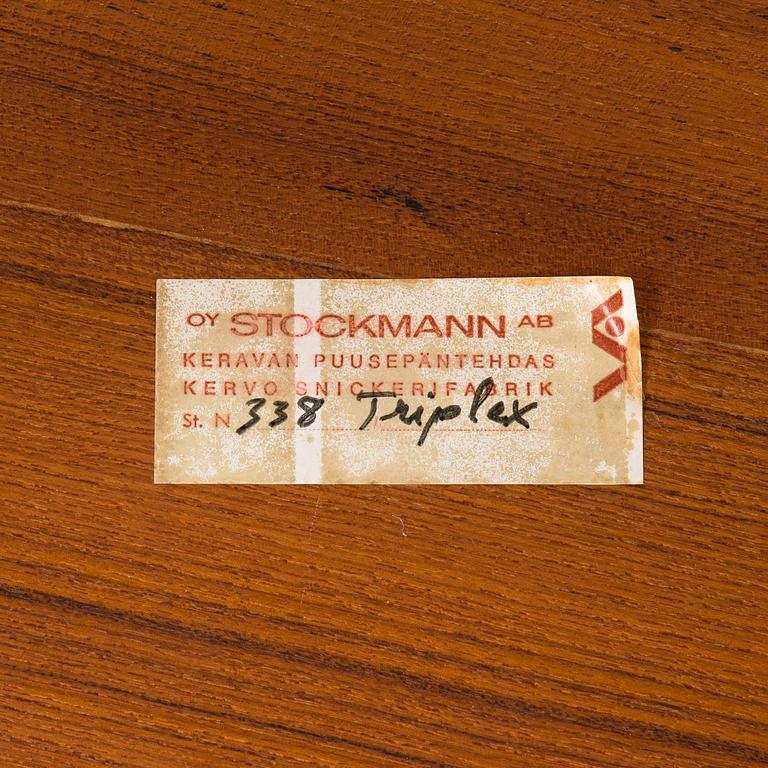 OY STOCKMANN AB
KERAVAN PUUSEPÄNTEHDAS
KERVO SNICKERIFABRIK
St. N 338 Triplex